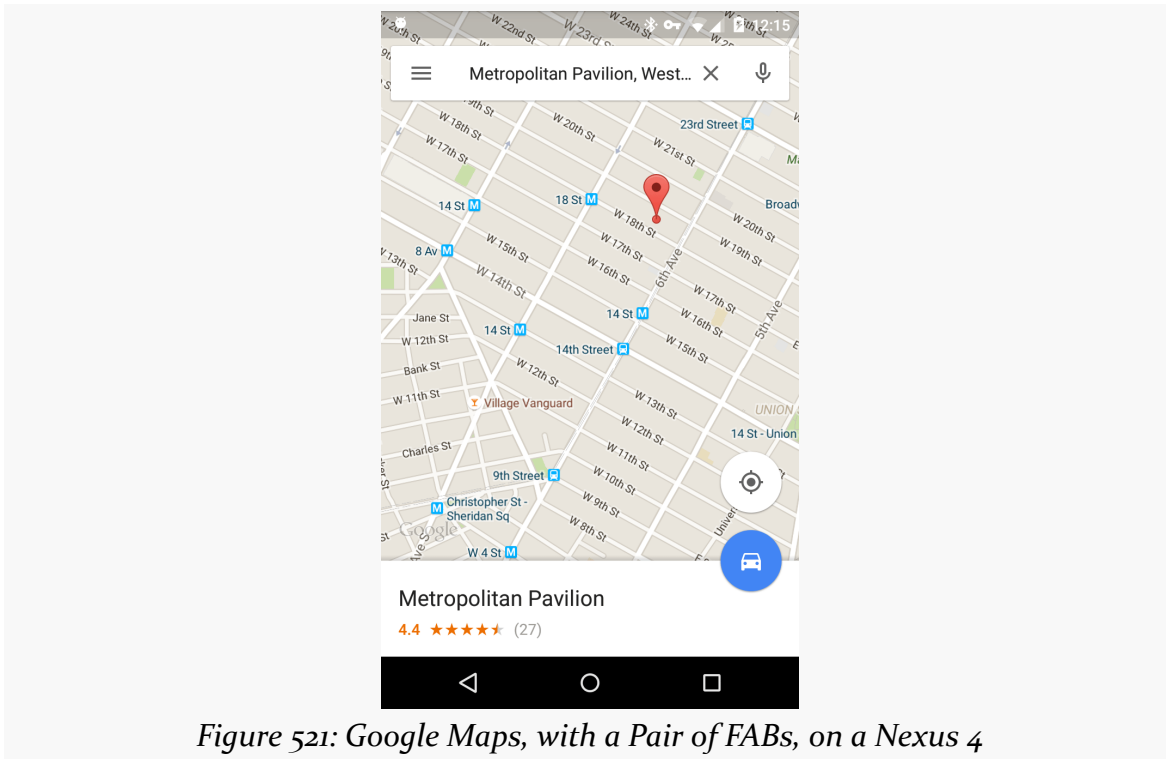 W 24th St
W 22nd St
W 23rd St
12:15
Metropolitan Pavilion, West...
W 18th St
W 20th St
23rd Street
W 17th St
W 21st St
14 St
18 St
W 18th St
Broadw
W 20th St
8 Av
W 15th St
W 17th St
W 19th St
W 13th St
W 14th St
W 16th St
6th Ave
W 17th St
Jane St
14 St
W 16th St
5th Ave
W 12th St
14 St
14th Street
W 15th St
Bank St
W 12th St
W 11th St
Village Vanguard
W 13th St
UNION
W 12th St
14 St - Union
Charles St
W 11th St
9th Street
W 10th St
Christopher St -
Sheridan Sq
W 9th St
Univer
Google
W 8th St
W 4 St
Metropolitan Pavilion
4.4 ★★★★★ (27)
Figure 521: Google Maps, with a Pair of FABs, on a Nexus 4